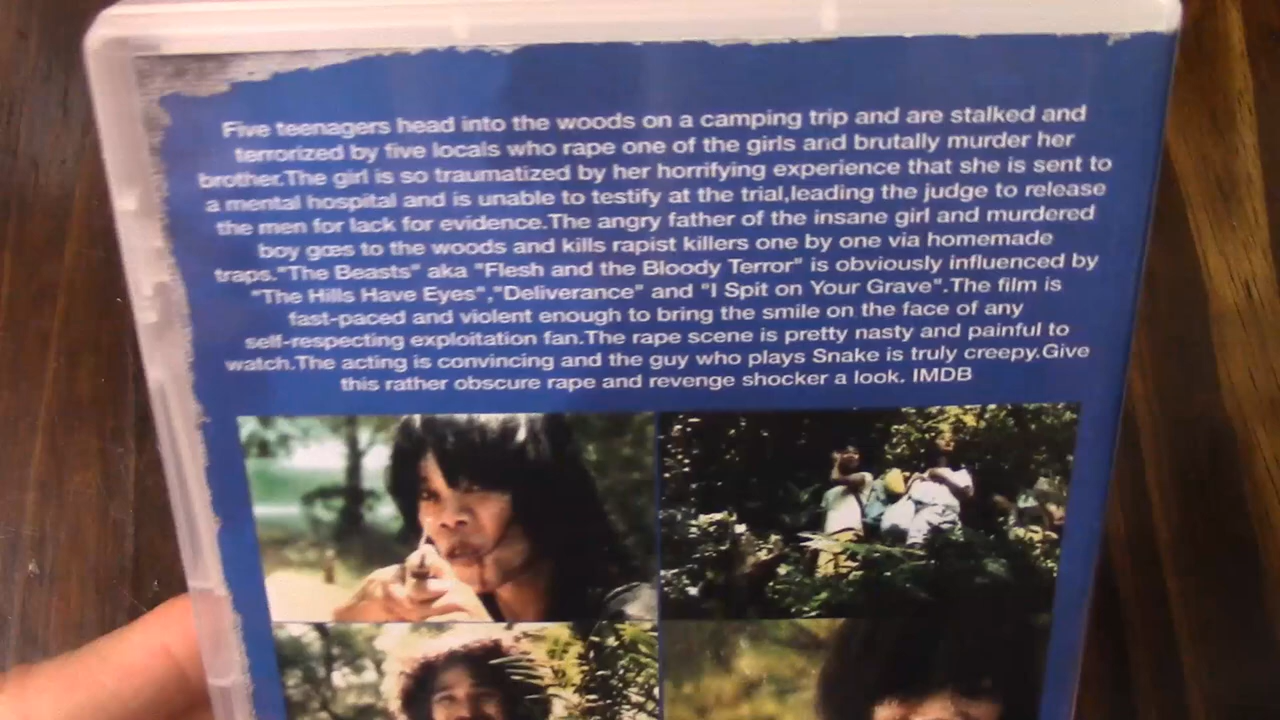 Five teenagers head into the woods on a camping trip and are stalked and
terrorized by five locals who rape one of the girls and brutally murder her
brother.The girl is so traumatized by her horrifying experience that she is sent to
a mental hospital and is unable to testify at the trial,leading the judge to release
the men for lack for evidence.The angry father of the insane girl and murdered
boy goes to the woods and kills rapist killers one by one via homemade
traps."The Beasts" aka "Flesh and the Bloody Terror" is obviously influenced by
"The Hills Have Eyes","Deliverance" and "I Spit on Your Grave".The film is
fast-paced and violent enough to bring the smile on the face of any
self-respecting exploitation fan.The rape scene is pretty nasty and painful to
watch.The acting is convincing and the guy who plays Snake is truly creepy.Give
this rather obscure rape and revenge shocker a look. IMDB